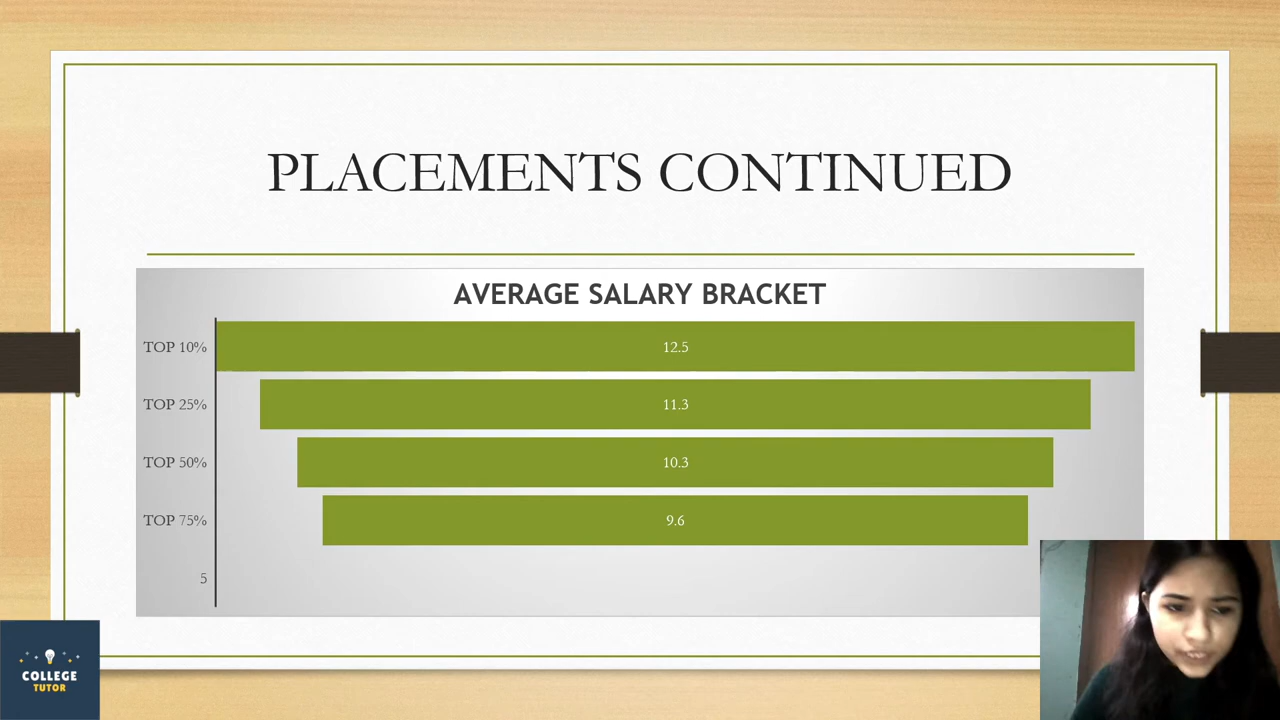 PLACEMENTS CONTINUED
AVERAGE SALARY BRACKET
TOP 10% 12.5
TOP 25% 11.3
TOP 50% 10.3
TOP 75% 9.6
5
COLLEGE
TUTOR